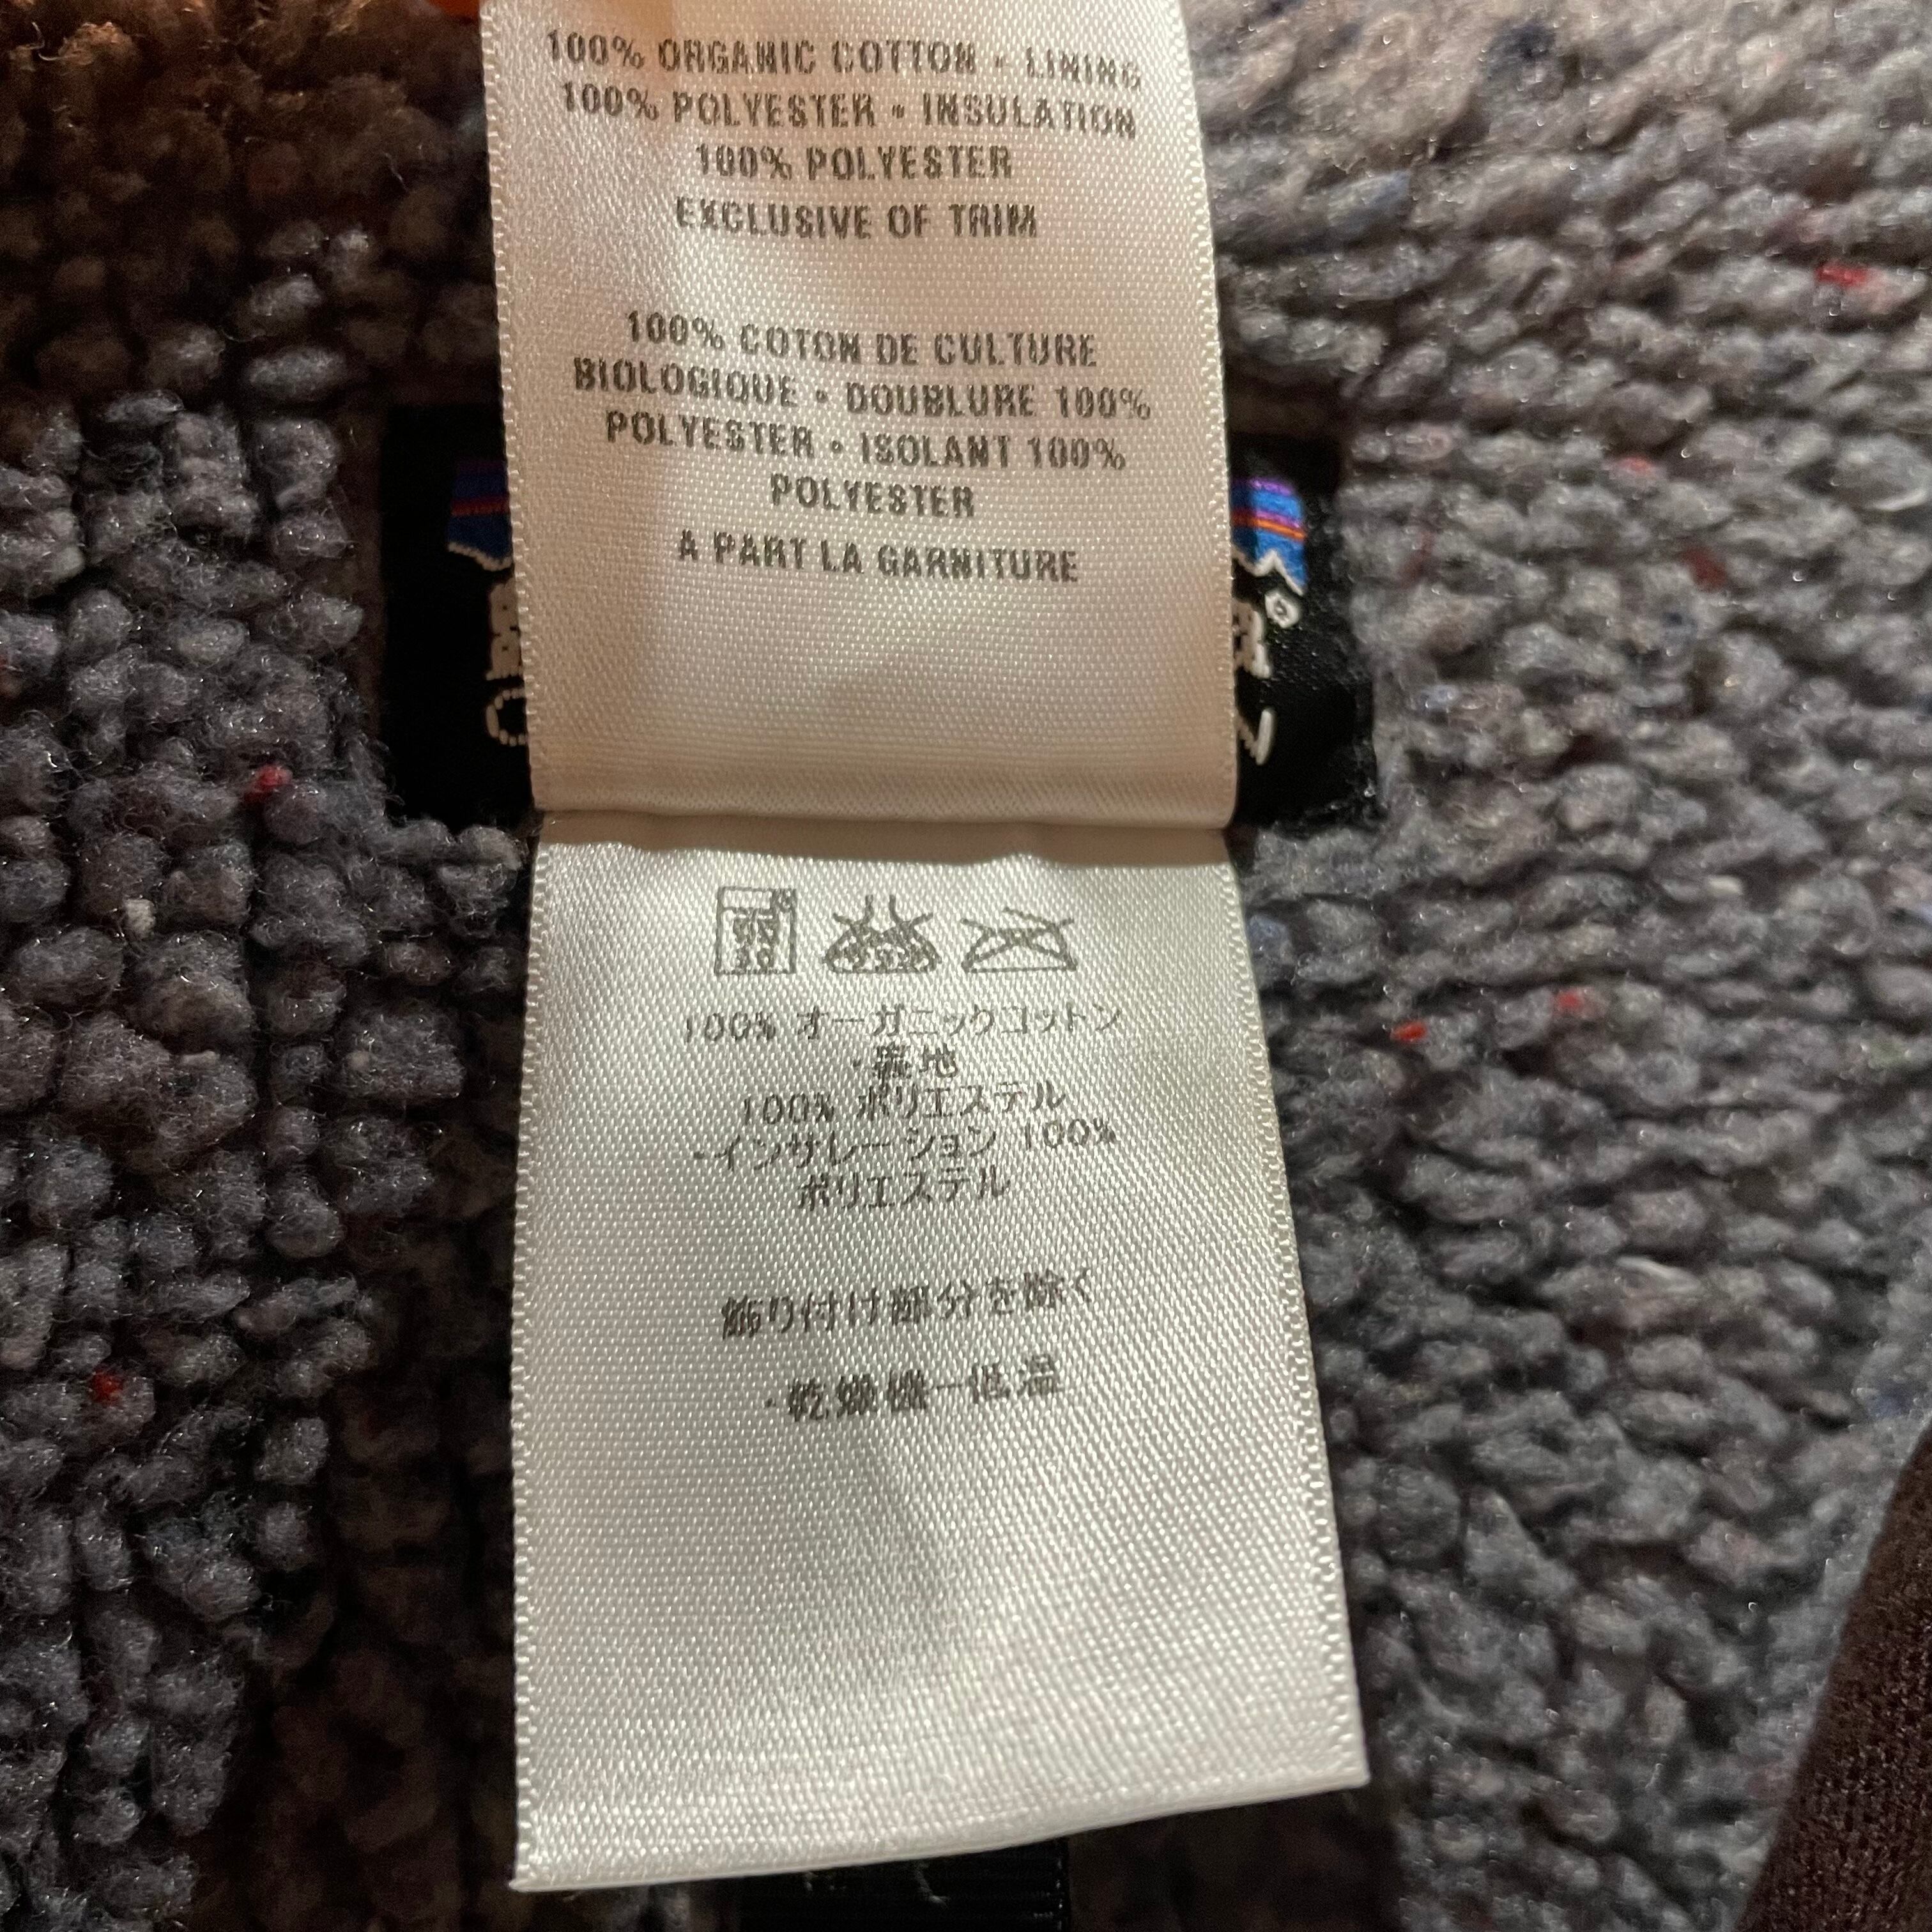 100% ORGANIC COTTON • LINING
100% POLYESTER • INSULATION
100% POLYESTER
EXCLUSIVE OF TRIM
100% COTON DE CULTURE
BIOLOGIQUE • DOUBLURE 100%
POLYESTER • ISOLANT 100%
POLYESTER
A PART LA GARNITURE
100% オーガニックコットン
・裏地
100% ポリエステル
・インサレーション 100%
ポリエステル
飾り付け部分を除く
・乾燥機ー低温